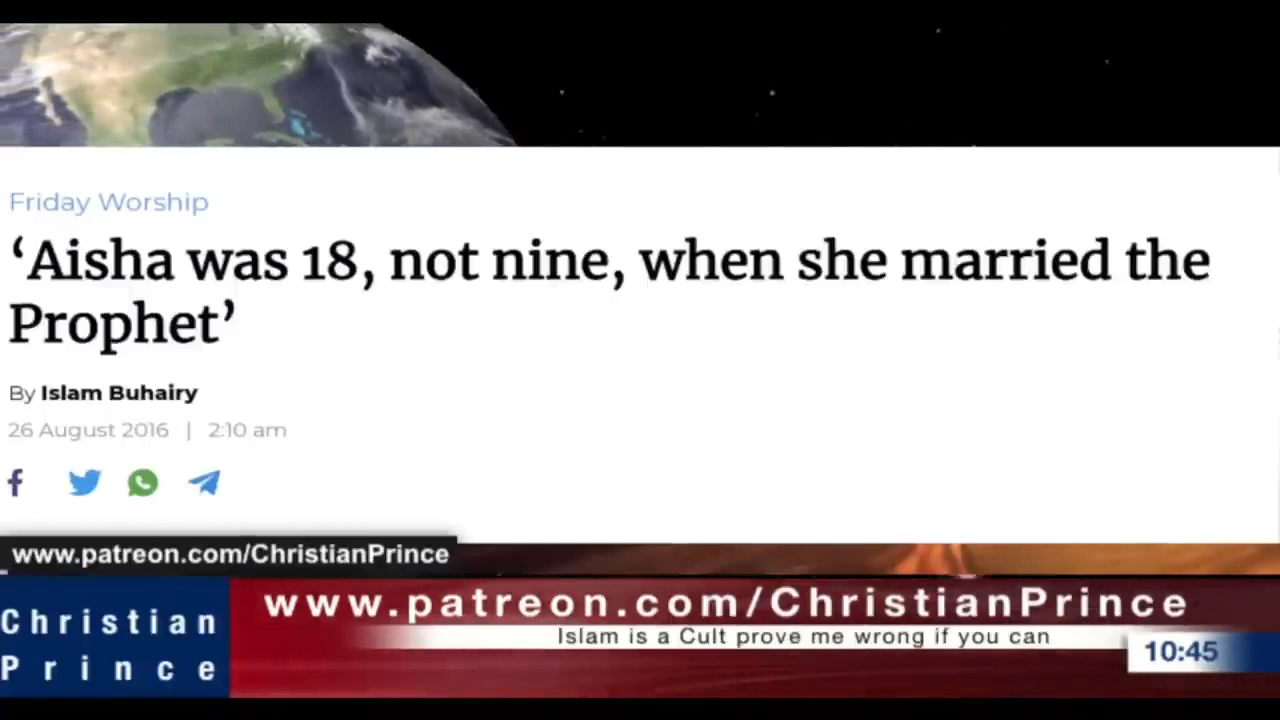 Friday Worship
‘Aisha was 18, not nine, when she married the
Prophet’
By Islam Buhairy
26 August 2016 | 2:10 am
www.patreon.com/ChristianPrince
www.patreon.com/ChristianPrince
Islam is a Cult prove me wrong if you can
Christian
Prince
10:45